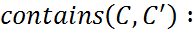 contains(C, C′) :